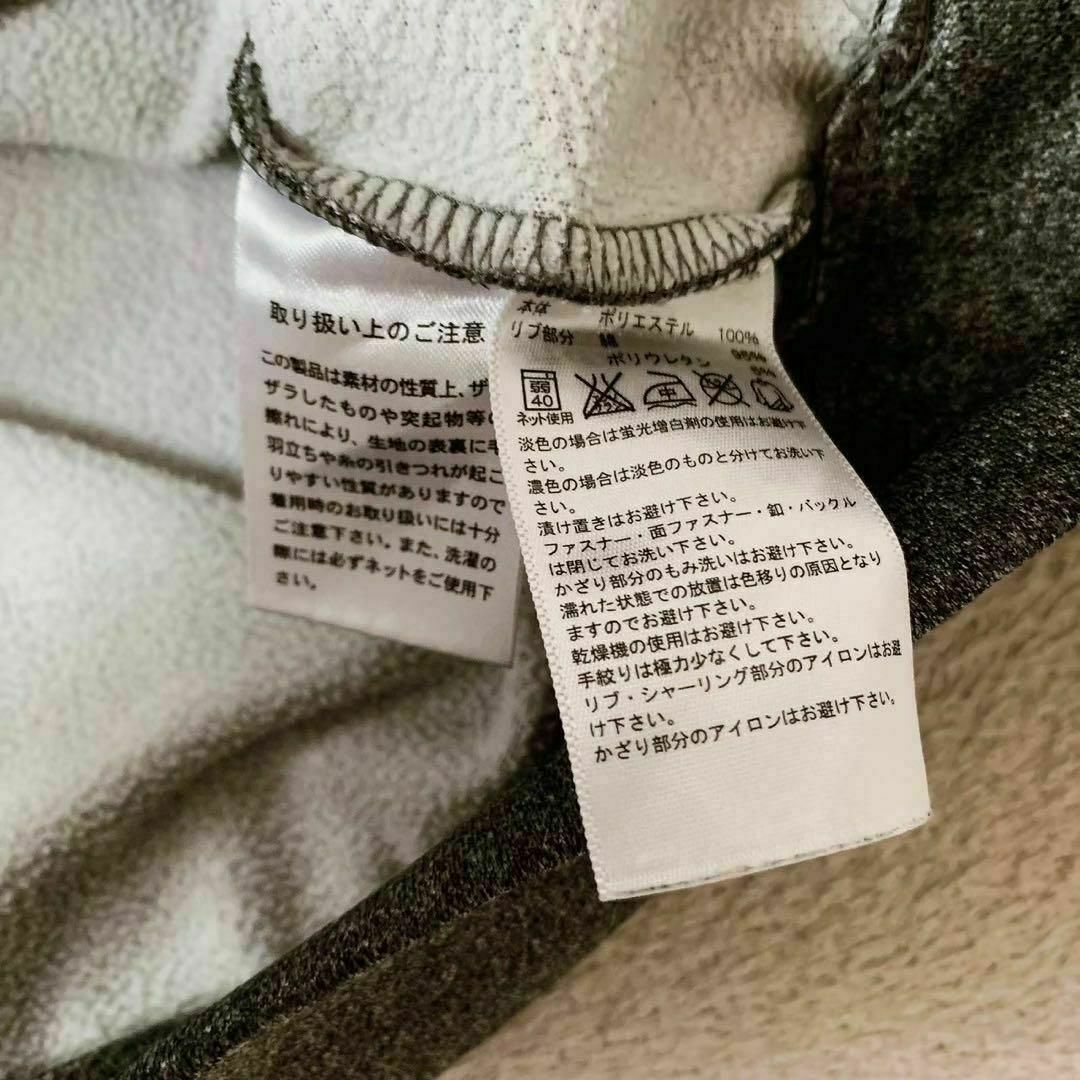 取り扱い上のご注意
この製品は素材の性質上、ザ
ザラしたものや突起物等の
擦れにより、生地の表裏に毛
羽立ちや糸の引きつれが起こ
りやすい性質がありますので
着用時のお取り扱いには十分
ご注意下さい。また、洗濯の
際には必ずネットをご使用下
さい。
本体 ポリエステル 100%
リブ部分 綿 95%
ポリウレタン 5%
弱
40
中
ネット使用
淡色の場合は蛍光増白剤の使用はお避け下
さい。
濃色の場合は淡色のものと分けてお洗い下
さい。
漬け置きはお避け下さい。
ファスナー・面ファスナー・釦・バックル
は閉じてお洗い下さい。
かざり部分のもみ洗いはお避け下さい。
濡れた状態での放置は色移りの原因となり
ますのでお避け下さい。
乾燥機の使用はお避け下さい。
手絞りは極力少なくして下さい。
リブ・シャーリング部分のアイロンはお避
け下さい。
かざり部分のアイロンはお避け下さい。